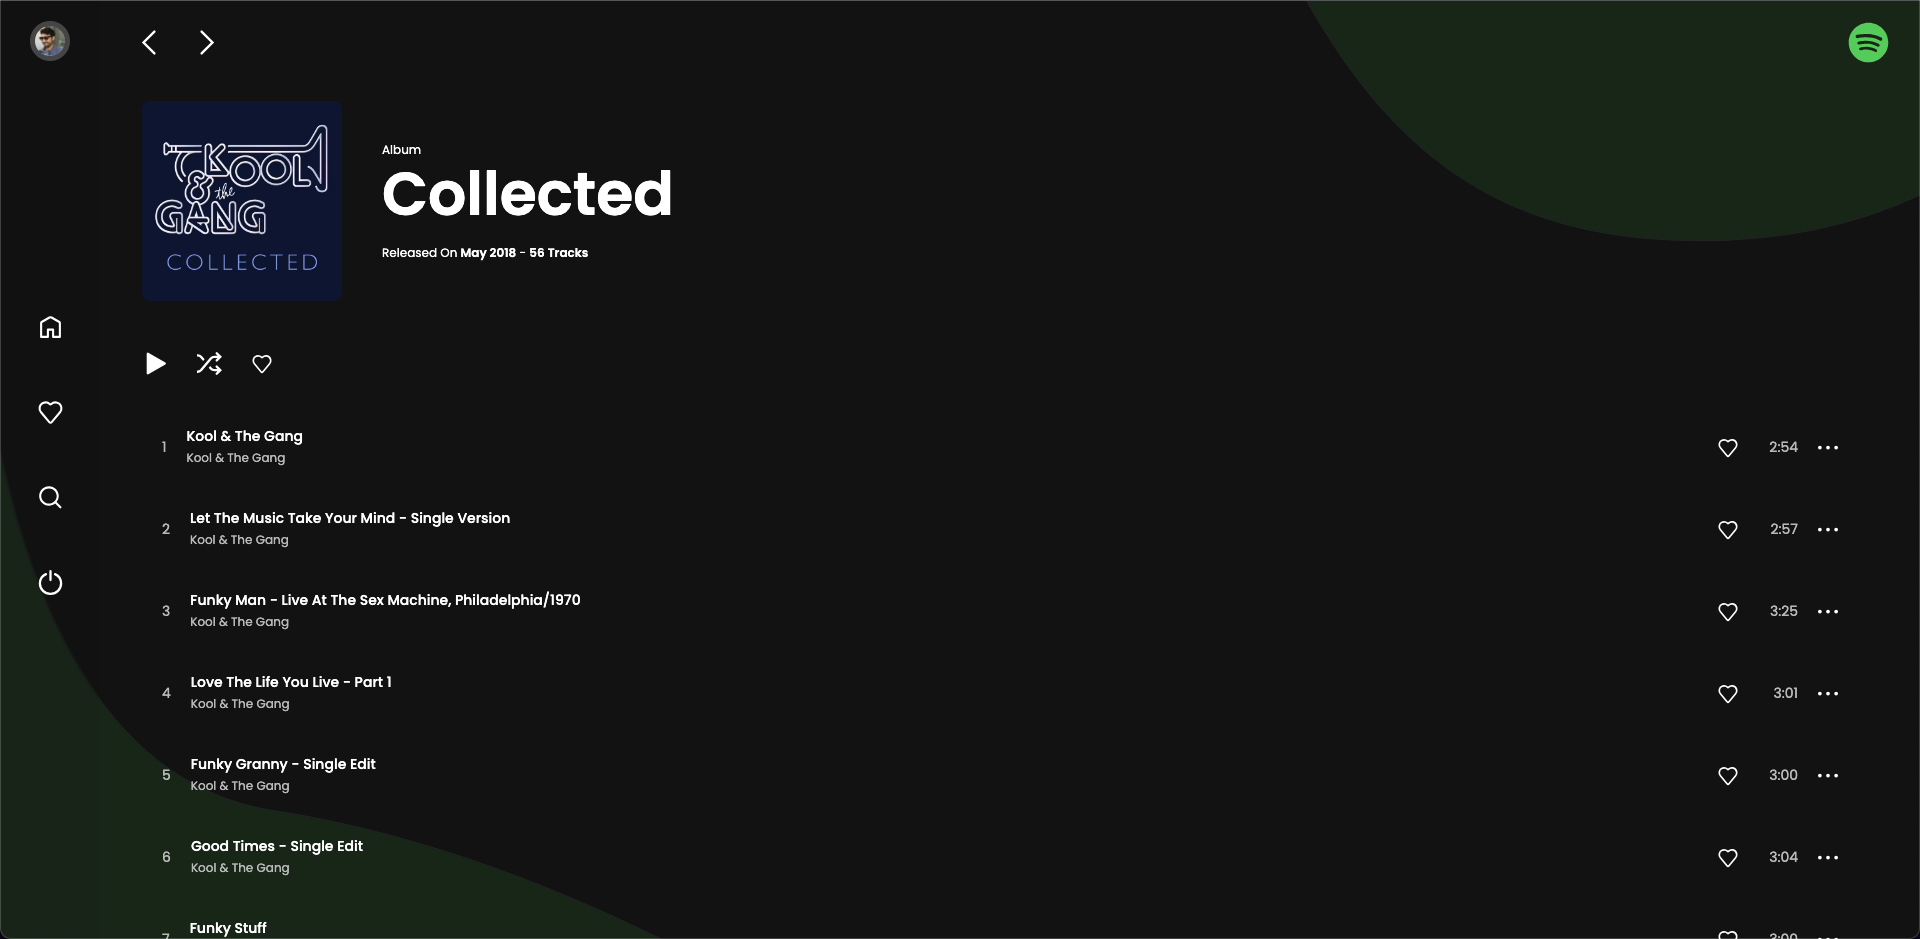 KOOL
& the
GANG
COLLECTED
Album
Collected
Released On May 2018 - 56 Tracks
1 Kool & The Gang 2:54
Kool & The Gang
2 Let The Music Take Your Mind - Single Version 2:57
Kool & The Gang
3 Funky Man - Live At The Sex Machine, Philadelphia/1970 3:25
Kool & The Gang
4 Love The Life You Live - Part 1 3:01
Kool & The Gang
5 Funky Granny - Single Edit 3:00
Kool & The Gang
6 Good Times - Single Edit 3:04
Kool & The Gang
7 Funky Stuff 3:00